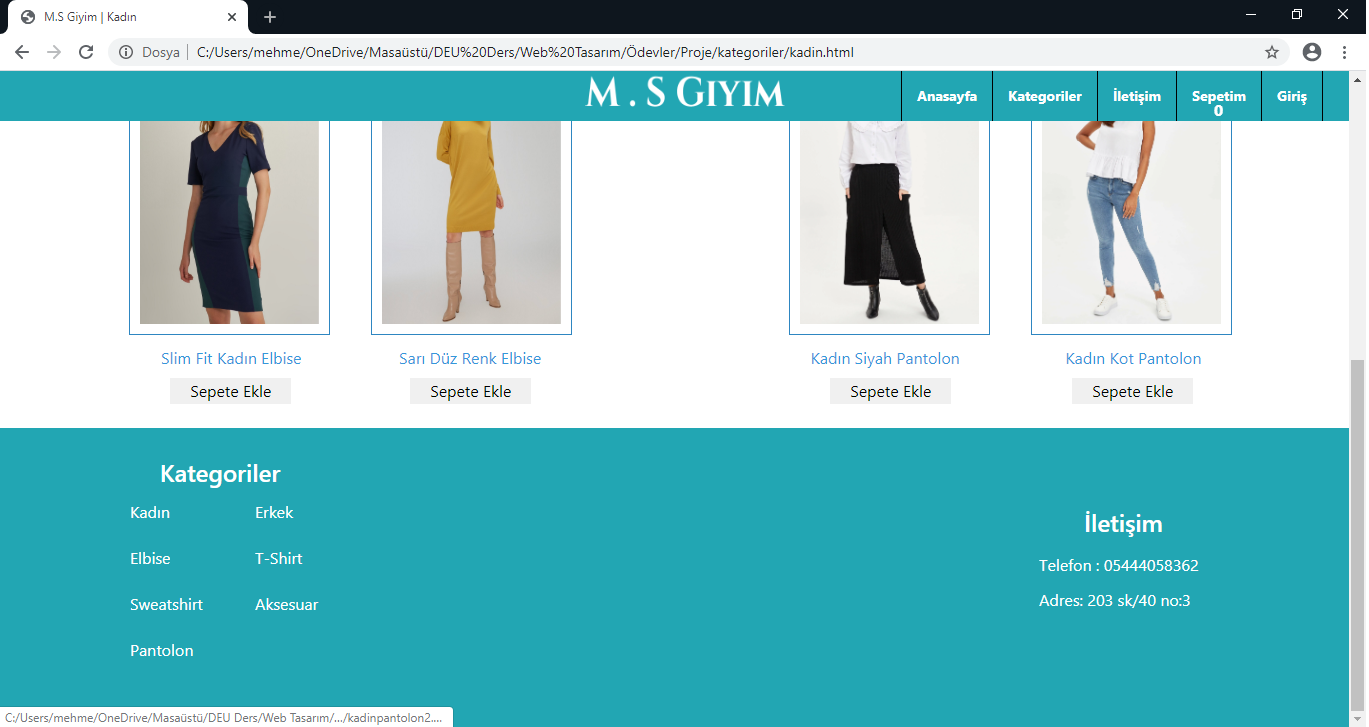 M.S Giyim | Kadın
Dosya
C:/Users/mehme/OneDrive/Masaüstü/DEU%20Ders/Web%20Tasarım/Ödevler/Proje/kategoriler/kadin.html
M . S GIYIM
Anasayfa
Kategoriler
İletişim
Sepetim
0
Giriş
Slim Fit Kadın Elbise
Sarı Düz Renk Elbise
Kadın Siyah Pantolon
Kadın Kot Pantolon
Sepete Ekle
Sepete Ekle
Sepete Ekle
Sepete Ekle
Kategoriler
Kadın
Erkek
Elbise
T-Shirt
Sweatshirt
Aksesuar
Pantolon
İletişim
Telefon : 05444058362
Adres: 203 sk/40 no:3
C:/Users/mehme/OneDrive/Masaüstü/DEU Ders/Web Tasarım/.../kadinpantolon2....